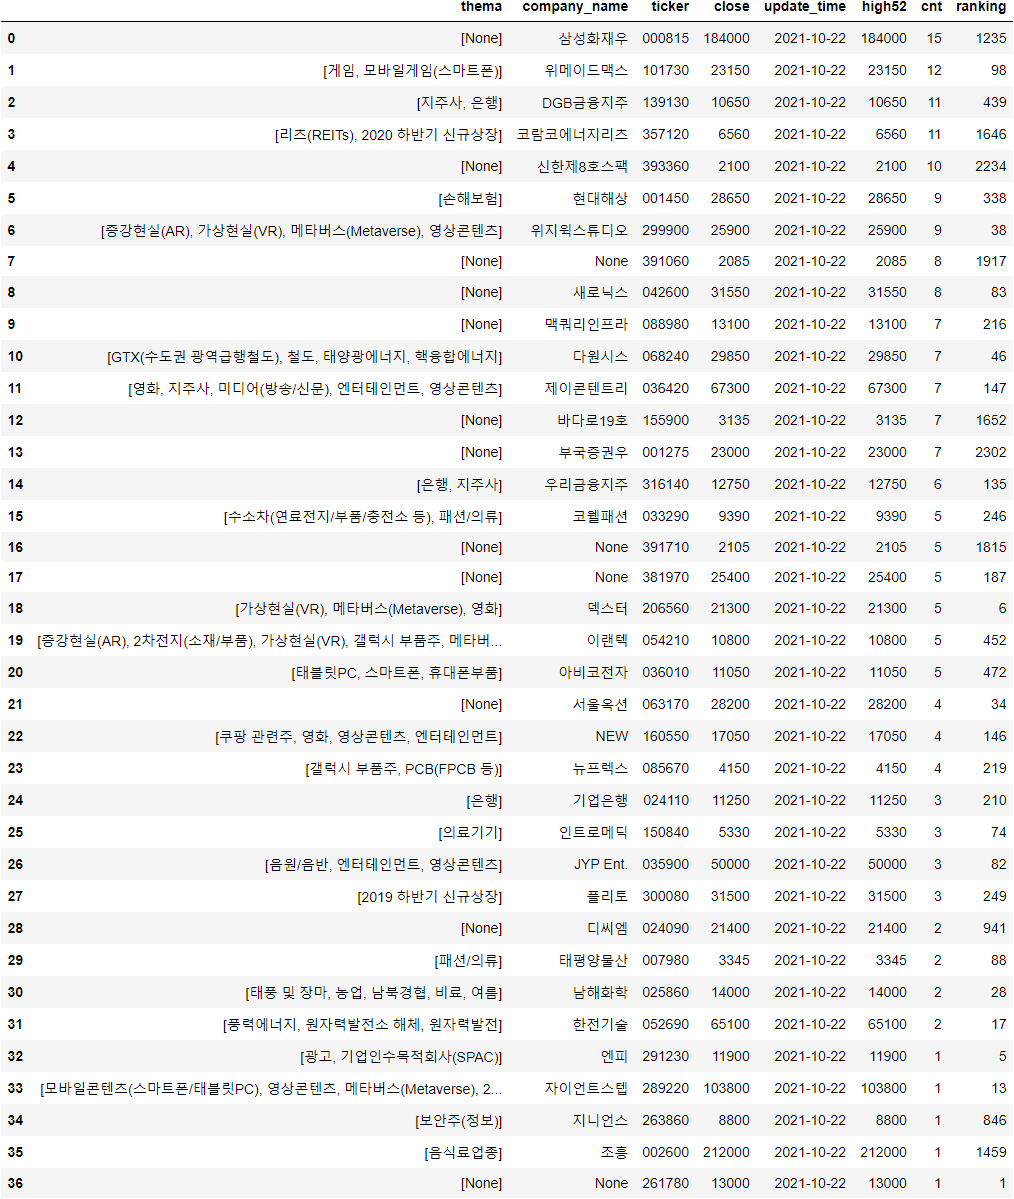 thema company_name ticker close update_time high52 cnt ranking
0 [None] 삼성화재우 000815 184000 2021-10-22 184000 15 1235
1 [게임, 모바일게임(스마트폰)] 위메이드맥스 101730 23150 2021-10-22 23150 12 98
2 [지주사, 은행] DGB금융지주 139130 10650 2021-10-22 10650 11 439
3 [리츠(REITs), 2020 하반기 신규상장] 코람코에너지리츠 357120 6560 2021-10-22 6560 11 1646
4 [None] 신한제8호스팩 393360 2100 2021-10-22 2100 10 2234
5 [손해보험] 현대해상 001450 28650 2021-10-22 28650 9 338
6 [증강현실(AR), 가상현실(VR), 메타버스(Metaverse), 영상콘텐츠] 위지윅스튜디오 299900 25900 2021-10-22 25900 9 38
7 [None] None 391060 2085 2021-10-22 2085 8 1917
8 [None] 새로닉스 042600 31550 2021-10-22 31550 8 83
9 [None] 맥쿼리인프라 088980 13100 2021-10-22 13100 7 216
10 [GTX(수도권 광역급행철도), 철도, 태양광에너지, 핵융합에너지] 다원시스 068240 29850 2021-10-22 29850 7 46
11 [영화, 지주사, 미디어(방송/신문), 엔터테인먼트, 영상콘텐츠] 제이콘텐트리 036420 67300 2021-10-22 67300 7 147
12 [None] 바다로19호 155900 3135 2021-10-22 3135 7 1652
13 [None] 부국증권우 001275 23000 2021-10-22 23000 7 2302
14 [은행, 지주사] 우리금융지주 316140 12750 2021-10-22 12750 6 135
15 [수소차(연료전지/부품/충전소 등), 패션/의류] 코웰패션 033290 9390 2021-10-22 9390 5 246
16 [None] None 391710 2105 2021-10-22 2105 5 1815
17 [None] None 381970 25400 2021-10-22 25400 5 187
18 [가상현실(VR), 메타버스(Metaverse), 영화] 덱스터 206560 21300 2021-10-22 21300 5 6
19 [증강현실(AR), 2차전지(소재/부품), 가상현실(VR), 갤럭시 부품주, 메타버... 이랜텍 054210 10800 2021-10-22 10800 5 452
20 [태블릿PC, 스마트폰, 휴대폰부품] 아비코전자 036010 11050 2021-10-22 11050 5 472
21 [None] 서울옥션 063170 28200 2021-10-22 28200 4 34
22 [쿠팡 관련주, 영화, 영상콘텐츠, 엔터테인먼트] NEW 160550 17050 2021-10-22 17050 4 146
23 [갤럭시 부품주, PCB(FPCB 등)] 뉴프렉스 085670 4150 2021-10-22 4150 4 219
24 [은행] 기업은행 024110 11250 2021-10-22 11250 3 210
25 [의료기기] 인트로메딕 150840 5330 2021-10-22 5330 3 74
26 [음원/음반, 엔터테인먼트, 영상콘텐츠] JYP Ent. 035900 50000 2021-10-22 50000 3 82
27 [2019 하반기 신규상장] 플리토 300080 31500 2021-10-22 31500 3 249
28 [None] 디씨엠 024090 21400 2021-10-22 21400 2 941
29 [패션/의류] 태평양물산 007980 3345 2021-10-22 3345 2 88
30 [태풍 및 장마, 농업, 남북경협, 비료, 여름] 남해화학 025860 14000 2021-10-22 14000 2 28
31 [풍력에너지, 원자력발전소 해체, 원자력발전] 한전기술 052690 65100 2021-10-22 65100 2 17
32 [광고, 기업인수목적회사(SPAC)] 엔피 291230 11900 2021-10-22 11900 1 5
33 [모바일콘텐츠(스마트폰/태블릿PC), 영상콘텐츠, 메타버스(Metaverse), 2... 자이언트스텝 289220 103800 2021-10-22 103800 1 13
34 [보안주(정보)] 지니언스 263860 8800 2021-10-22 8800 1 846
35 [음식료업종] 조흥 002600 212000 2021-10-22 212000 1 1459
36 [None] None 261780 13000 2021-10-22 13000 1 1